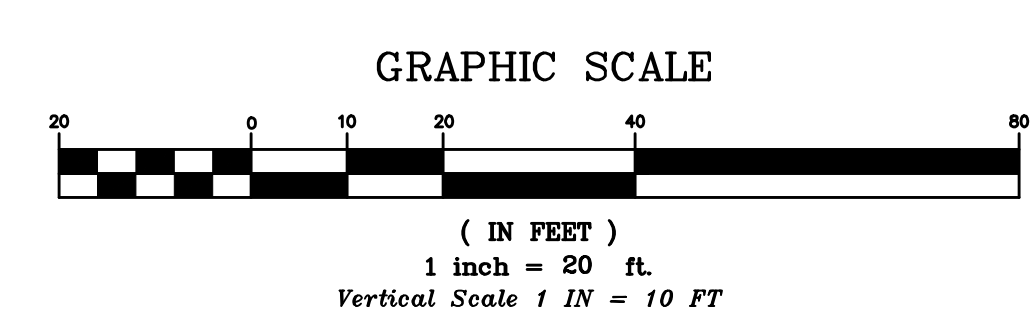 GRAPHIC SCALE
20 0 10 20 40 80
( IN FEET )
1 inch = 20 ft.
Vertical Scale 1 IN = 10 FT